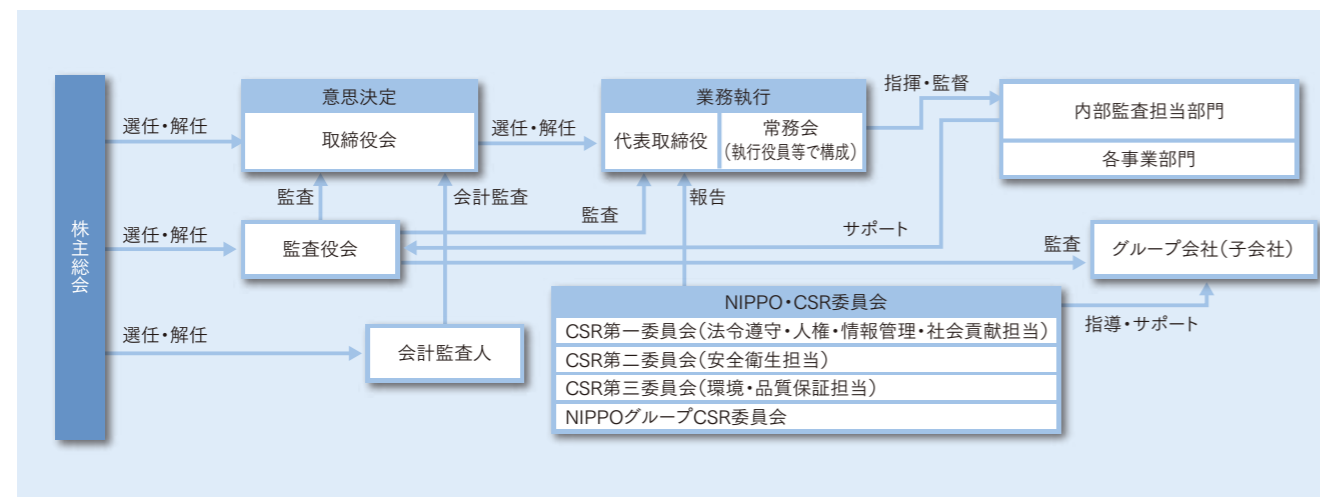 株主総会
選任・解任
意思決定
取締役会
選任・解任
業務執行
代表取締役
常務会
(執行役員等で構成)
指揮・監督
内部監査担当部門
各事業部門
監査
会計監査
監査
報告
サポート
選任・解任
監査役会
監査
グループ会社(子会社)
NIPPO・CSR委員会
CSR第一委員会(法令遵守・人権・情報管理・社会貢献担当)
CSR第二委員会(安全衛生担当)
CSR第三委員会(環境・品質保証担当)
NIPPOグループCSR委員会
指導・サポート
選任・解任
会計監査人